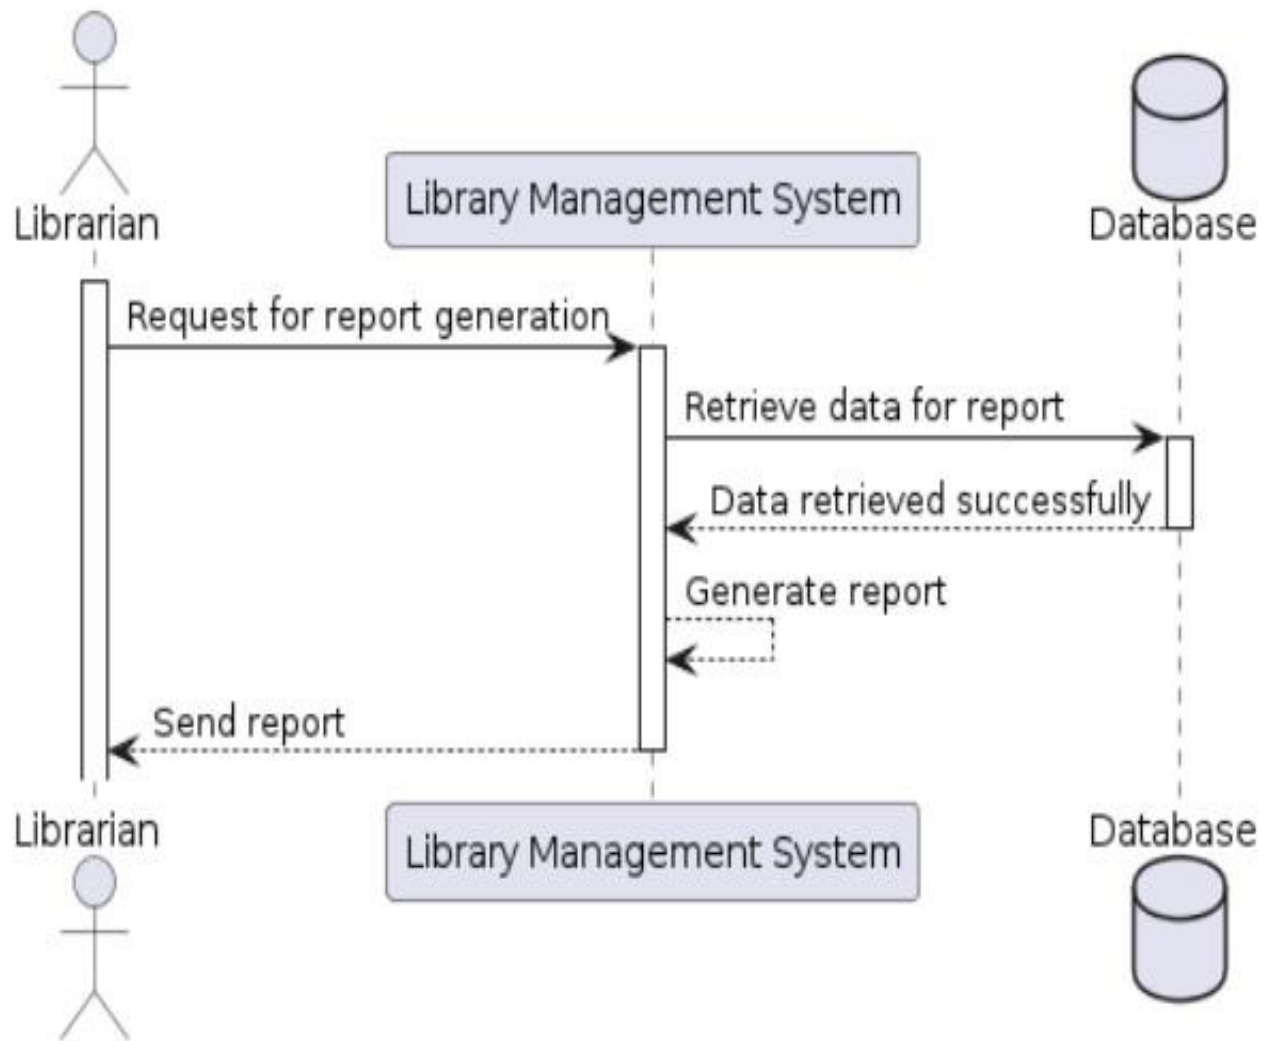 Librarian
Library Management System
Database
Request for report generation
Retrieve data for report
Data retrieved successfully
Generate report
Send report
Librarian
Library Management System
Database